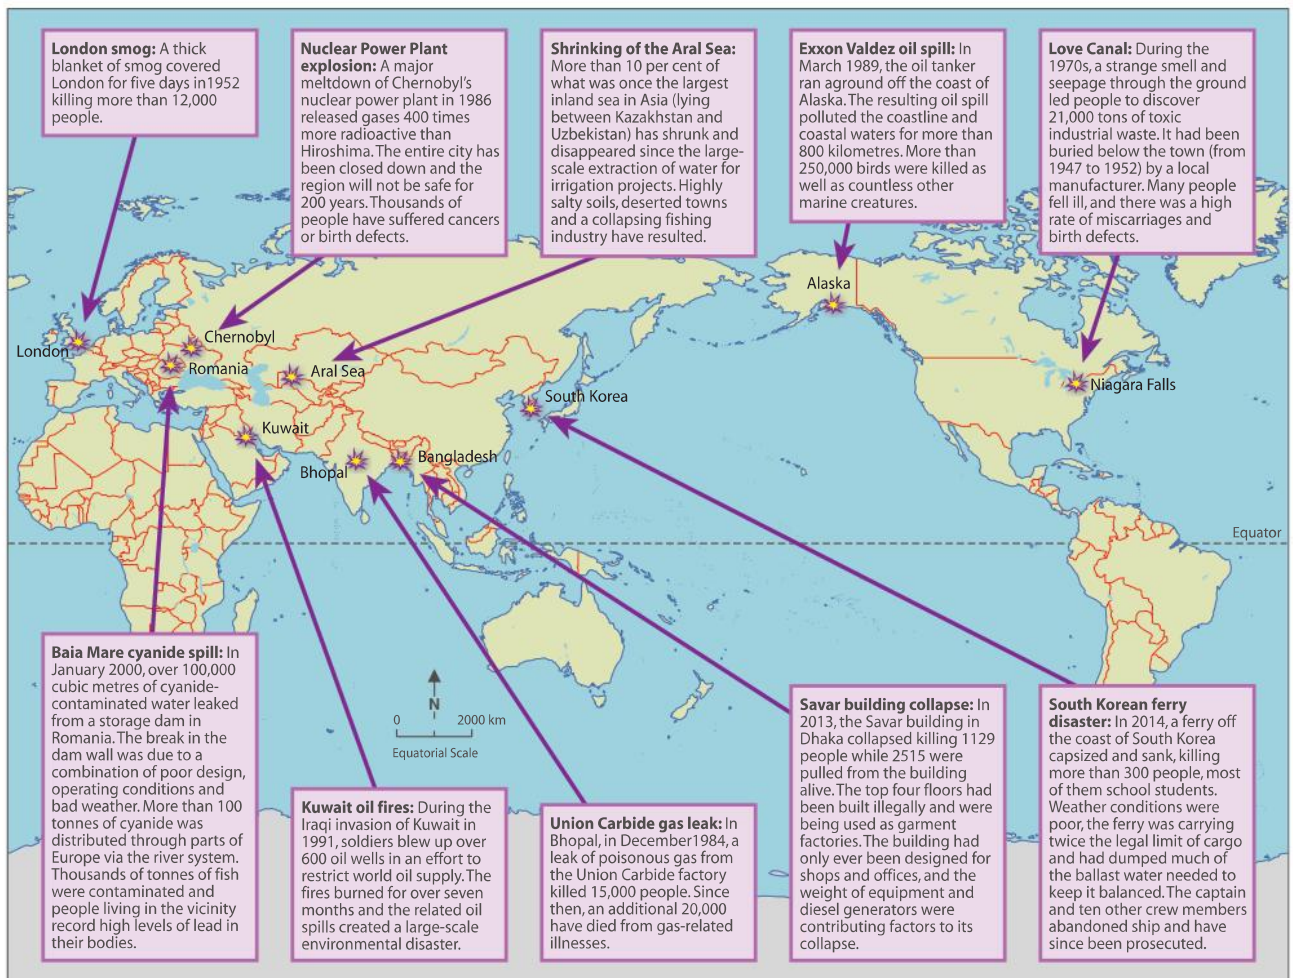 London smog: A thick
blanket of smog covered
London for five days in1952
killing more than 12,000
people.
Nuclear Power Plant
explosion: A major
meltdown of Chernobyl's
nuclear power plant in 1986
released gases 400 times
more radioactive than
Hiroshima. The entire city has
been closed down and the
region will not be safe for
200 years. Thousands of
people have suffered cancers
or birth defects.
Shrinking of the Aral Sea:
More than 10 per cent of
what was once the largest
inland sea in Asia (lying
between Kazakhstan and
Uzbekistan) has shrunk and
disappeared since the large-
scale extraction of water for
irrigation projects. Highly
salty soils, deserted towns
and a collapsing fishing
industry have resulted.
Exxon Valdez oil spill: In
March 1989, the oil tanker
ran aground off the coast of
Alaska. The resulting oil spill
polluted the coastline and
coastal waters for more than
800 kilometres. More than
250,000 birds were killed as
well as countless other
marine creatures.
Love Canal: During the
1970s, a strange smell and
seepage through the ground
led people to discover
21,000 tons of toxic
industrial waste. It had been
buried below the town (from
1947 to 1952) by a local
manufacturer. Many people
fell ill, and there was a high
rate of miscarriages and
birth defects.
Alaska
London
Chernobyl
Romania
Aral Sea
South Korea
Niagara Falls
Kuwait
Bhopal
Bangladesh
Equator
N
0 2000 km
Equatorial Scale
Baia Mare cyanide spill: In
January 2000, over 100,000
cubic metres of cyanide-
contaminated water leaked
from a storage dam in
Romania. The break in the
dam wall was due to a
combination of poor design,
operating conditions and
bad weather. More than 100
tonnes of cyanide was
distributed through parts of
Europe via the river system.
Thousands of tonnes of fish
were contaminated and
people living in the vicinity
record high levels of lead in
their bodies.
Kuwait oil fires: During the
Iraqi invasion of Kuwait in
1991, soldiers blew up over
600 oil wells in an effort to
restrict world oil supply. The
fires burned for over seven
months and the related oil
spills created a large-scale
environmental disaster.
Union Carbide gas leak: In
Bhopal, in December1984, a
leak of poisonous gas from
the Union Carbide factory
killed 15,000 people. Since
then, an additional 20,000
have died from gas-related
illnesses.
Savar building collapse: In
2013, the Savar building in
Dhaka collapsed killing 1129
people while 2515 were
pulled from the building
alive. The top four floors had
been built illegally and were
being used as garment
factories. The building had
only ever been designed for
shops and offices, and the
weight of equipment and
diesel generators were
contributing factors to its
collapse.
South Korean ferry
disaster: In 2014, a ferry off
the coast of South Korea
capsized and sank, killing
more than 300 people, most
of them school students.
Weather conditions were
poor, the ferry was carrying
twice the legal limit of cargo
and had dumped much of
the ballast water needed to
keep it balanced. The captain
and ten other crew members
abandoned ship and have
since been prosecuted.